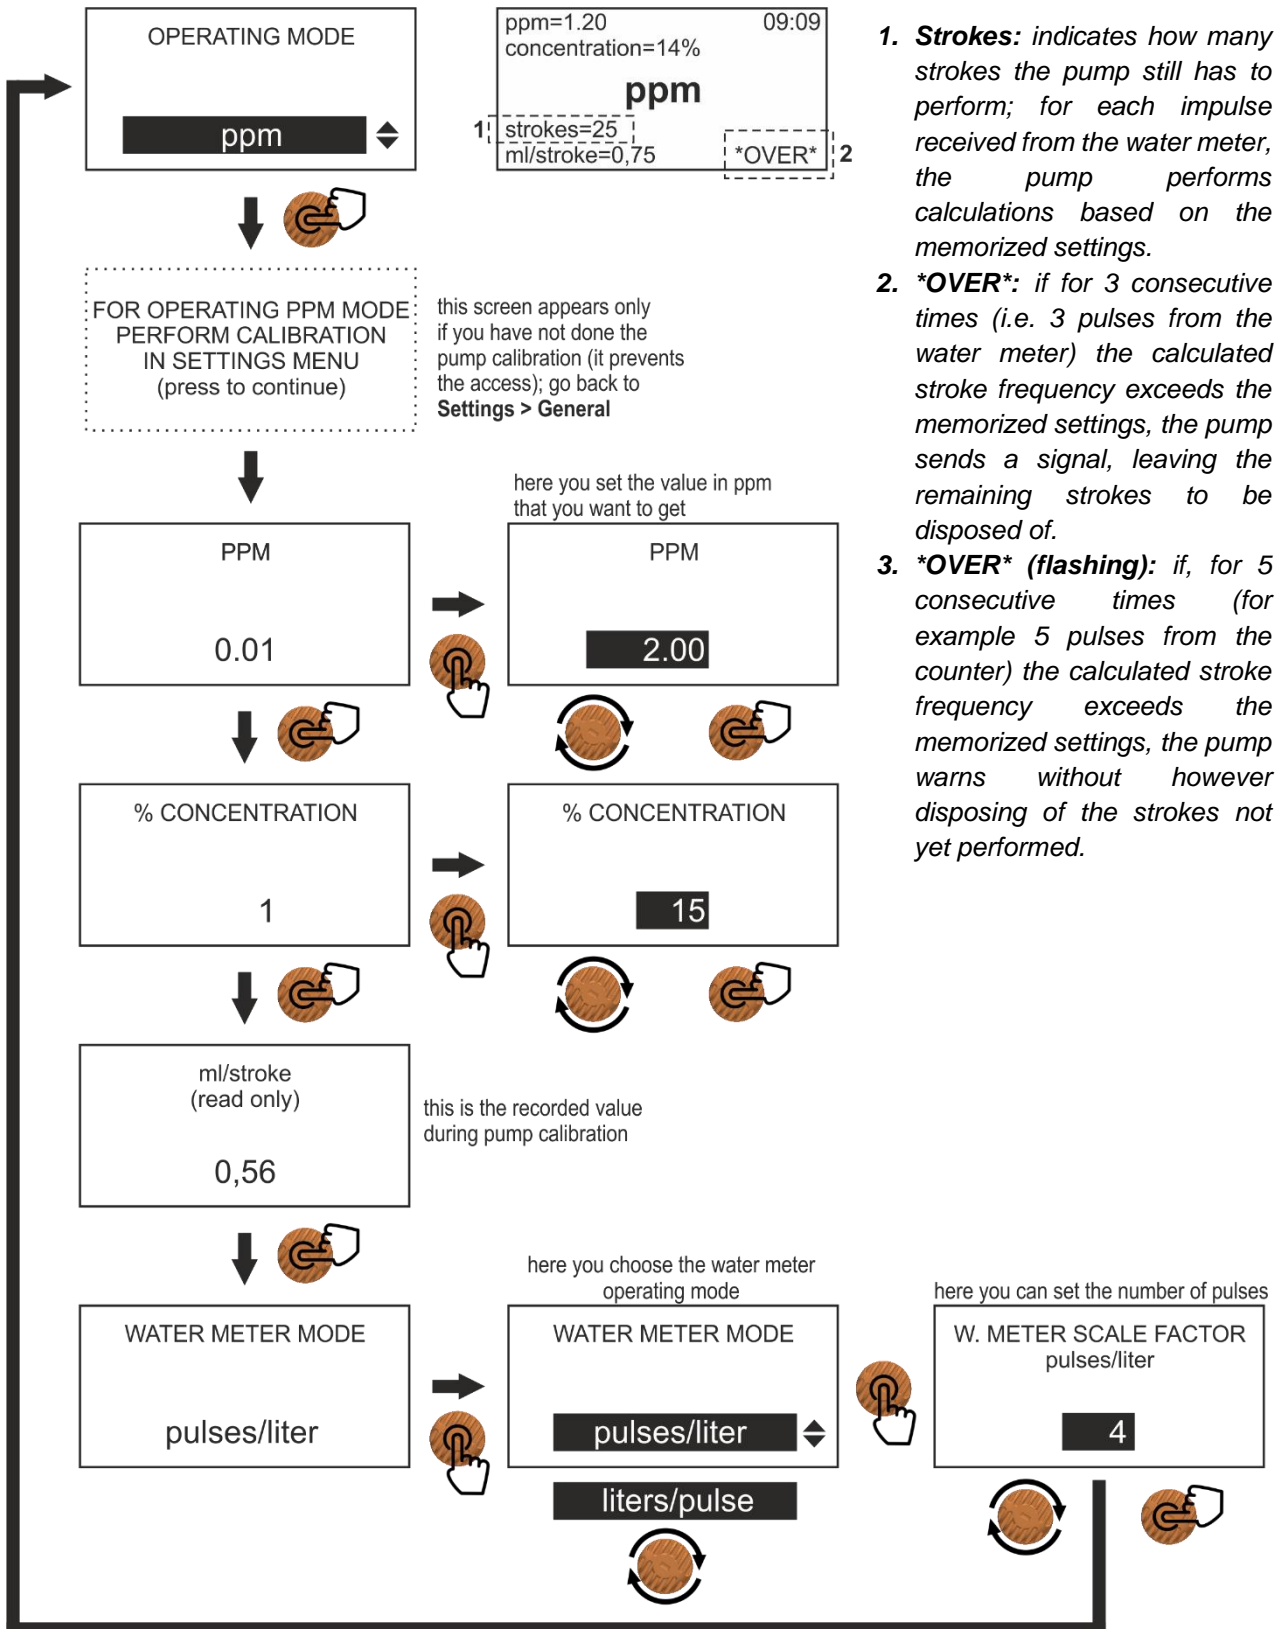 OPERATING MODE
ppm
ppm=1.20 09:09
concentration=14%
ppm
1 strokes=25
ml/stroke=0,75 *OVER* 2
FOR OPERATING PPM MODE
PERFORM CALIBRATION
IN SETTINGS MENU
(press to continue)
this screen appears only
if you have not done the
pump calibration (it prevents
the access); go back to
Settings > General
here you set the value in ppm
that you want to get
PPM
0.01
PPM
2.00
% CONCENTRATION
1
% CONCENTRATION
15
ml/stroke
(read only)
0,56
this is the recorded value
during pump calibration
here you choose the water meter
operating mode
WATER METER MODE
pulses/liter
WATER METER MODE
pulses/liter
liters/pulse
here you can set the number of pulses
W. METER SCALE FACTOR
pulses/liter
4
1. Strokes: indicates how many
strokes the pump still has to
perform; for each impulse
received from the water meter,
the pump performs
calculations based on the
memorized settings.
2. *OVER*: if for 3 consecutive
times (i.e. 3 pulses from the
water meter) the calculated
stroke frequency exceeds the
memorized settings, the pump
sends a signal, leaving the
remaining strokes to be
disposed of.
3. *OVER* (flashing): if, for 5
consecutive times (for
example 5 pulses from the
counter) the calculated stroke
frequency exceeds the
memorized settings, the pump
warns without however
disposing of the strokes not
yet performed.